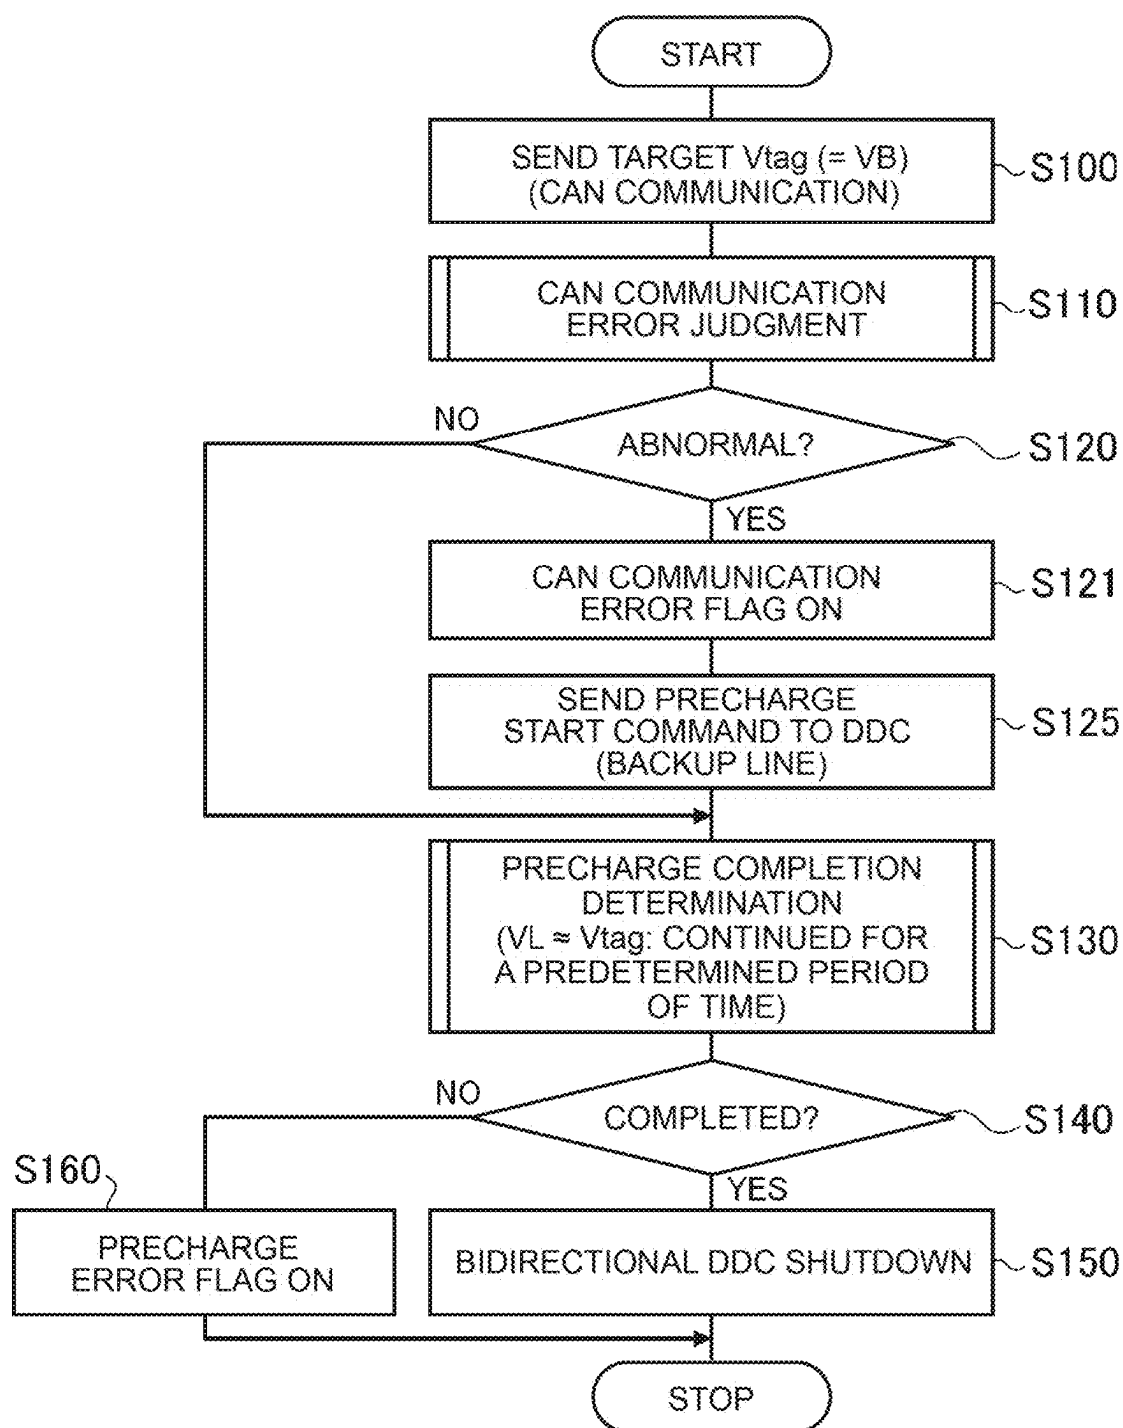 START
SEND TARGET Vtag (= VB)
(CAN COMMUNICATION)
S100
CAN COMMUNICATION
ERROR JUDGMENT
S110
NO
ABNORMAL?
S120
YES
CAN COMMUNICATION
ERROR FLAG ON
S121
SEND PRECHARGE
START COMMAND TO DDC
(BACKUP LINE)
S125
PRECHARGE COMPLETION
DETERMINATION
(VL ≈ Vtag: CONTINUED FOR
A PREDETERMINED PERIOD
OF TIME)
S130
NO
COMPLETED?
S140
YES
S160
PRECHARGE
ERROR FLAG ON
BIDIRECTIONAL DDC SHUTDOWN
S150
STOP